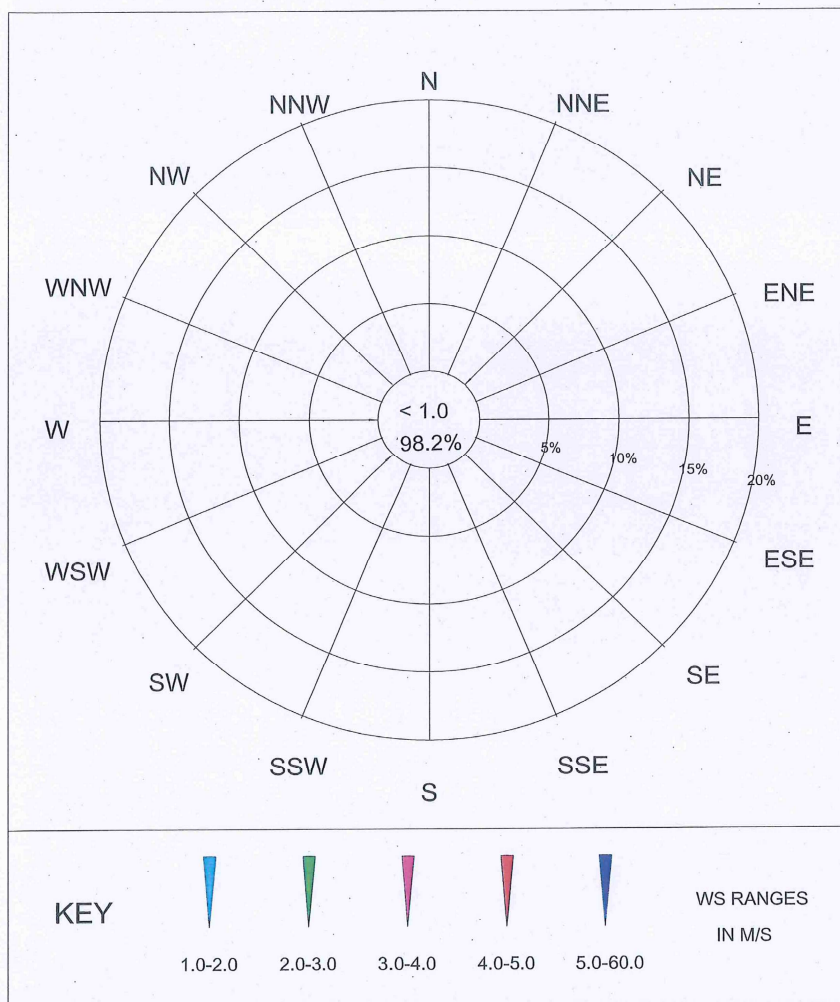 N
NNW
NNE
NW
NE
WNW
ENE
< 1.0
W
E
98.2%
5%
10%
15%
20%
WSW
ESE
SW
SE
SSW
SSE
S
KEY
WS RANGES
IN M/S
1.0-2.0
2.0-3.0
3.0-4.0
4.0-5.0
5.0-60.0